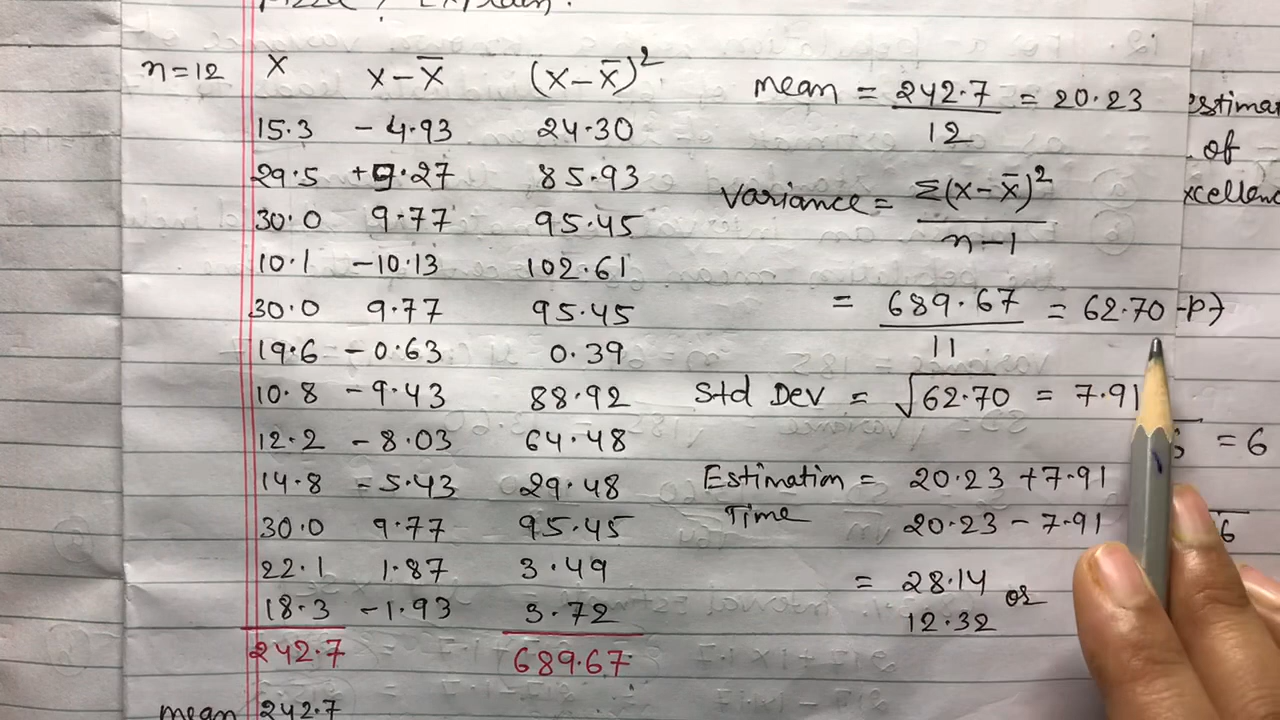 n=12 X X-X̄ (X-X̄)²
15.3 -4.93 24.30
29.5 +9.27 85.93
30.0 9.77 95.45
10.1 -10.13 102.61
30.0 9.77 95.45
19.6 -0.63 0.39
10.8 -9.43 88.92
12.2 -8.03 64.48
14.8 -5.43 29.48
30.0 9.77 95.45
22.1 1.87 3.49
18.3 -1.93 3.72
242.7 689.67
mean 242.7
mean = 242.7 / 12 = 20.23
Variance = Σ(X-X̄)² / n-1
= 689.67 / 11 = 62.70
Std Dev = √62.70 = 7.91
Estimation = 20.23 +7.91
Time 20.23 - 7.91
= 28.14 or
12.32
of
= 6
6